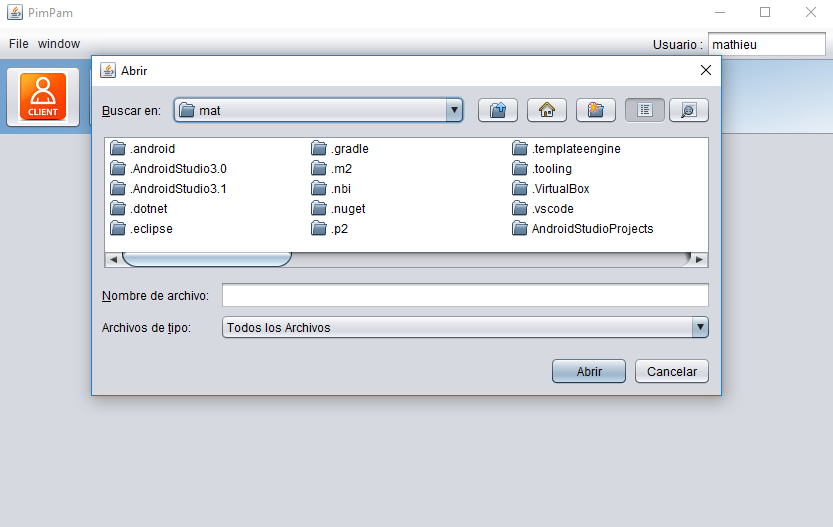 PimPam
File window
Usuario : mathieu
CLIENT
Abrir
Buscar en: mat
.android .gradle .templateengine
.AndroidStudio3.0 .m2 .tooling
.AndroidStudio3.1 .nbi .VirtualBox
.dotnet .nuget .vscode
.eclipse .p2 AndroidStudioProjects
Nombre de archivo:
Archivos de tipo: Todos los Archivos
Abrir Cancelar